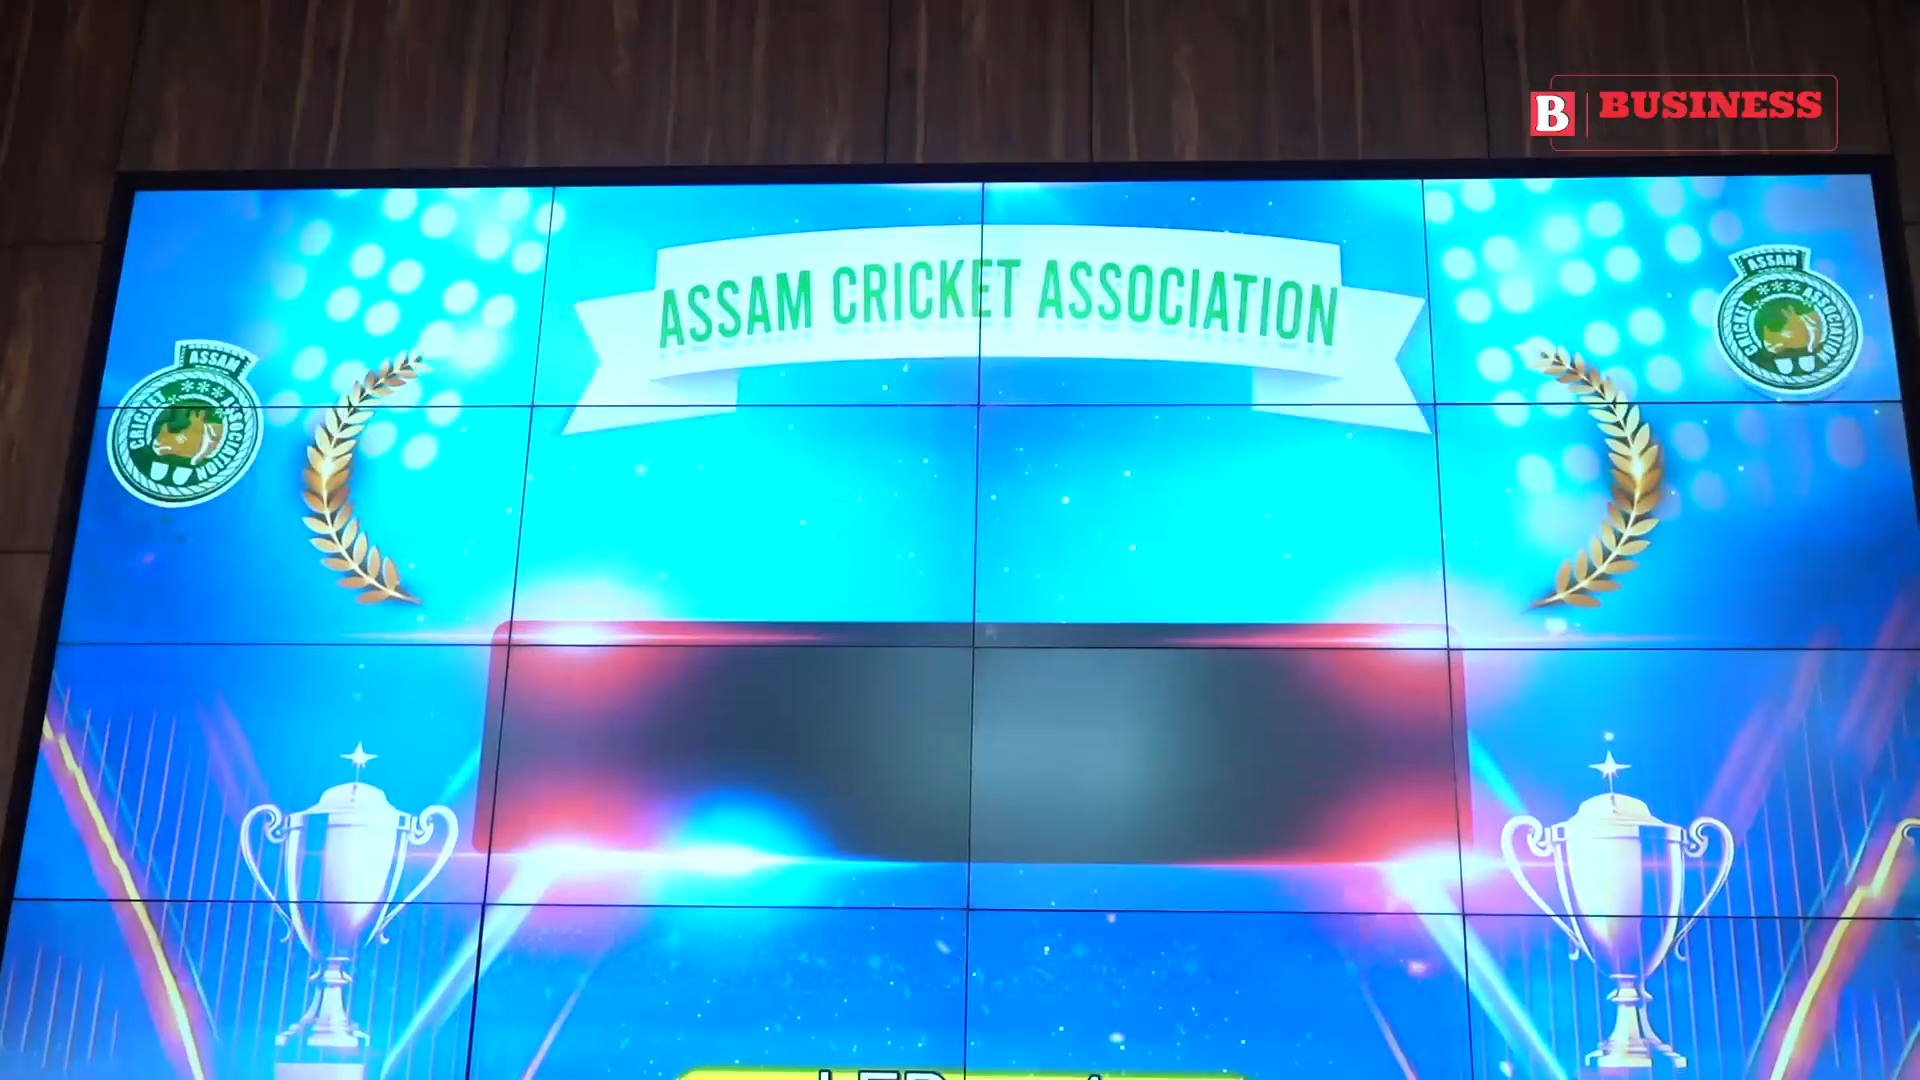 B BUSINESS
ASSAM CRICKET ASSOCIATION
ASSAM
CRICKET ASSOCIATION
ASSAM
CRICKET ASSOCIATION